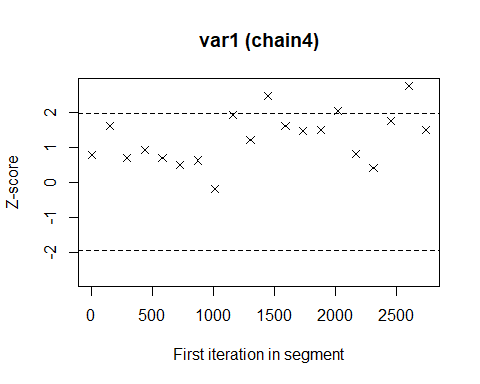 var1 (chain4)
Z-score
2
1
0
-1
-2
0 500 1000 1500 2000 2500
First iteration in segment